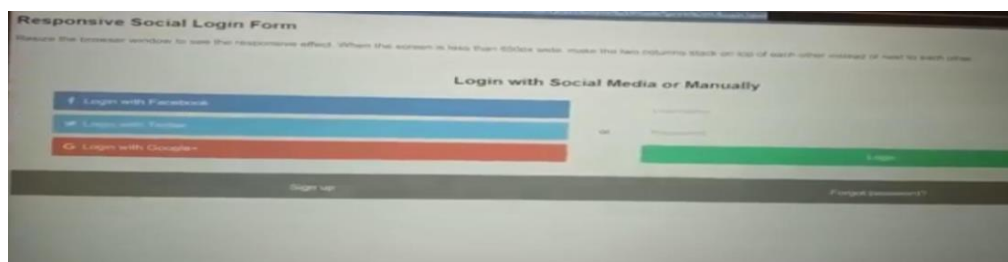 Responsive Social Login Form
Resize the browser window to see the responsive effect. When the screen is less than 650px wide, make the two columns stack on top of each other instead of next to each other.
Login with Social Media or Manually
Login with Facebook
Login with Twitter
Login with Google+
or
Username
Password
Login
Sign up
Forgot password?